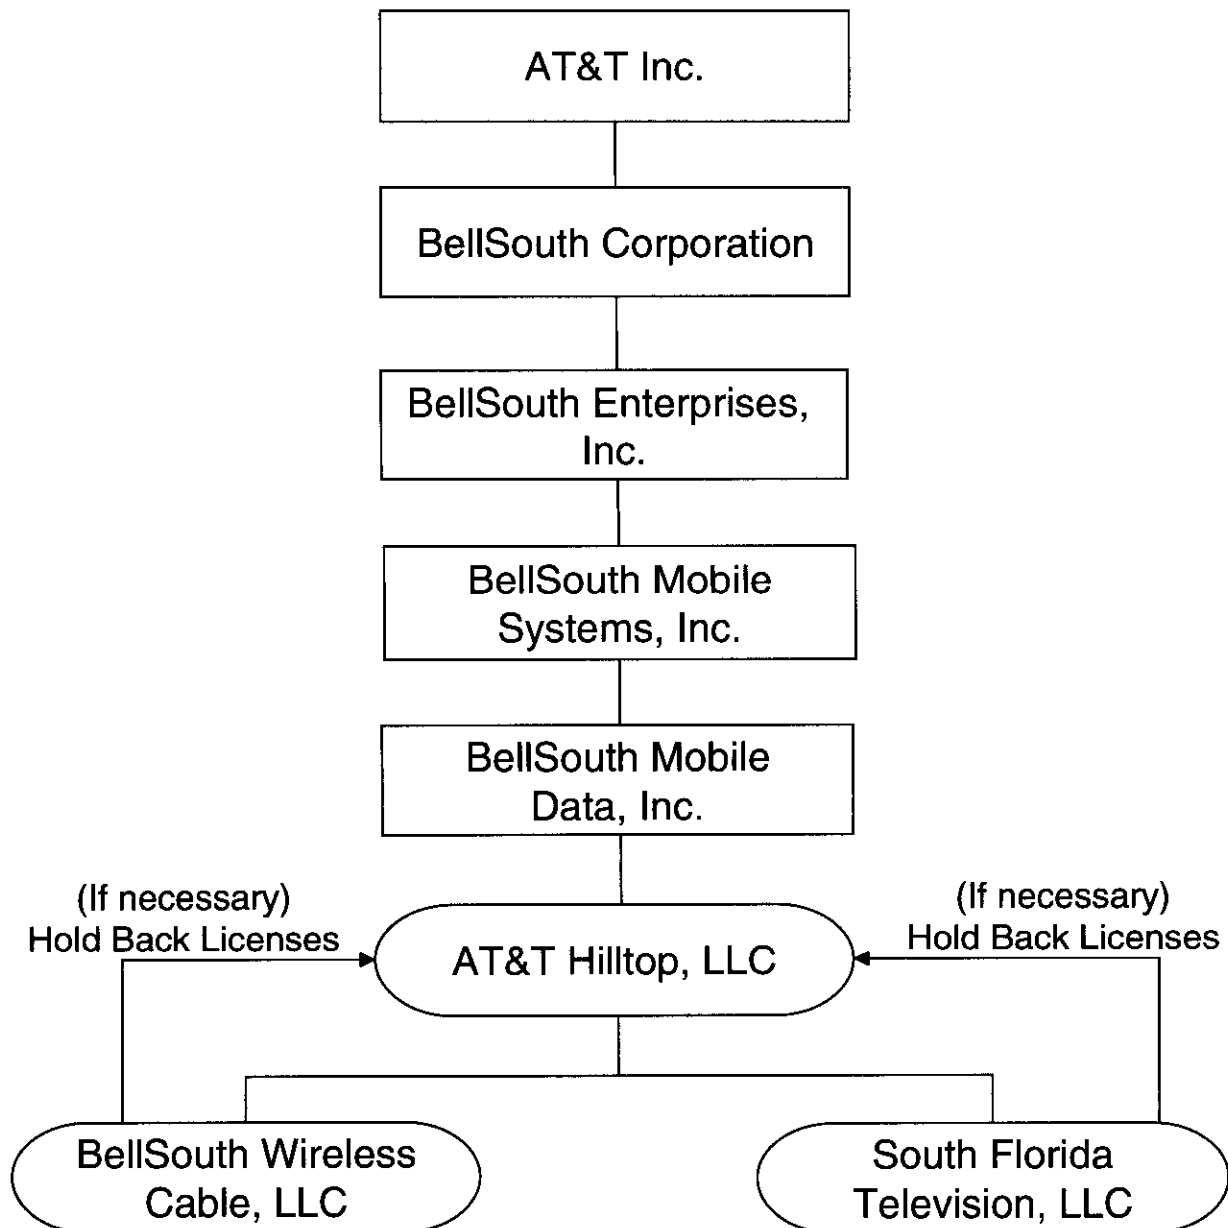 AT&T Inc.
BellSouth Corporation
BellSouth Enterprises,
Inc.
BellSouth Mobile
Systems, Inc.
BellSouth Mobile
Data, Inc.
(If necessary)
Hold Back Licenses
(If necessary)
Hold Back Licenses
AT&T Hilltop, LLC
BellSouth Wireless
Cable, LLC
South Florida
Television, LLC